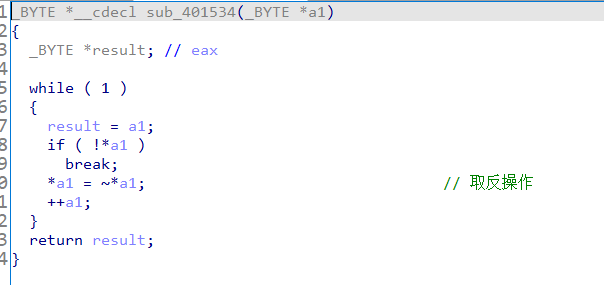 1 _BYTE *__cdecl sub_401534(_BYTE *a1)
2 {
3 _BYTE *result; // eax
4
5 while ( 1 )
6 {
7 result = a1;
8 if ( !*a1 )
9 break;
0 *a1 = ~*a1; // 取反操作
1 ++a1;
2 }
3 return result;
4 }